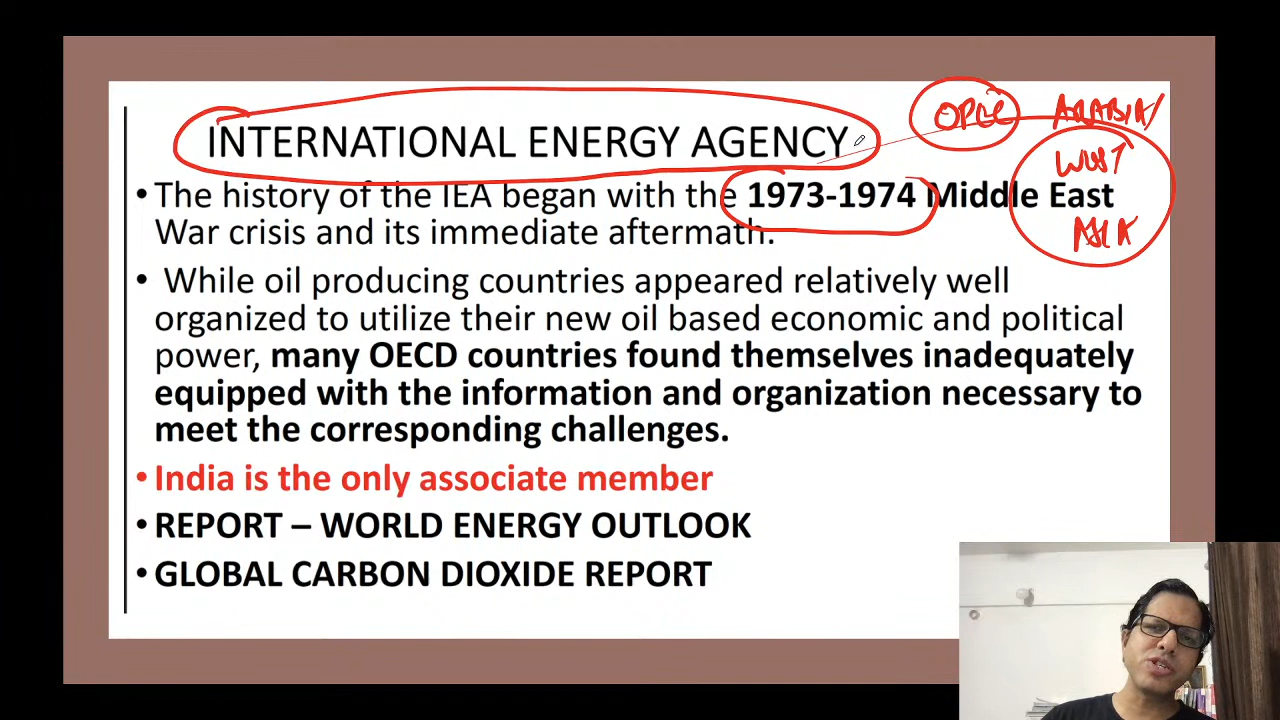 INTERNATIONAL ENERGY AGENCY
OPEC
ARABIA/
WEST
ASIA
• The history of the IEA began with the 1973-1974 Middle East
War crisis and its immediate aftermath.
• While oil producing countries appeared relatively well
organized to utilize their new oil based economic and political
power, many OECD countries found themselves inadequately
equipped with the information and organization necessary to
meet the corresponding challenges.
• India is the only associate member
• REPORT – WORLD ENERGY OUTLOOK
• GLOBAL CARBON DIOXIDE REPORT